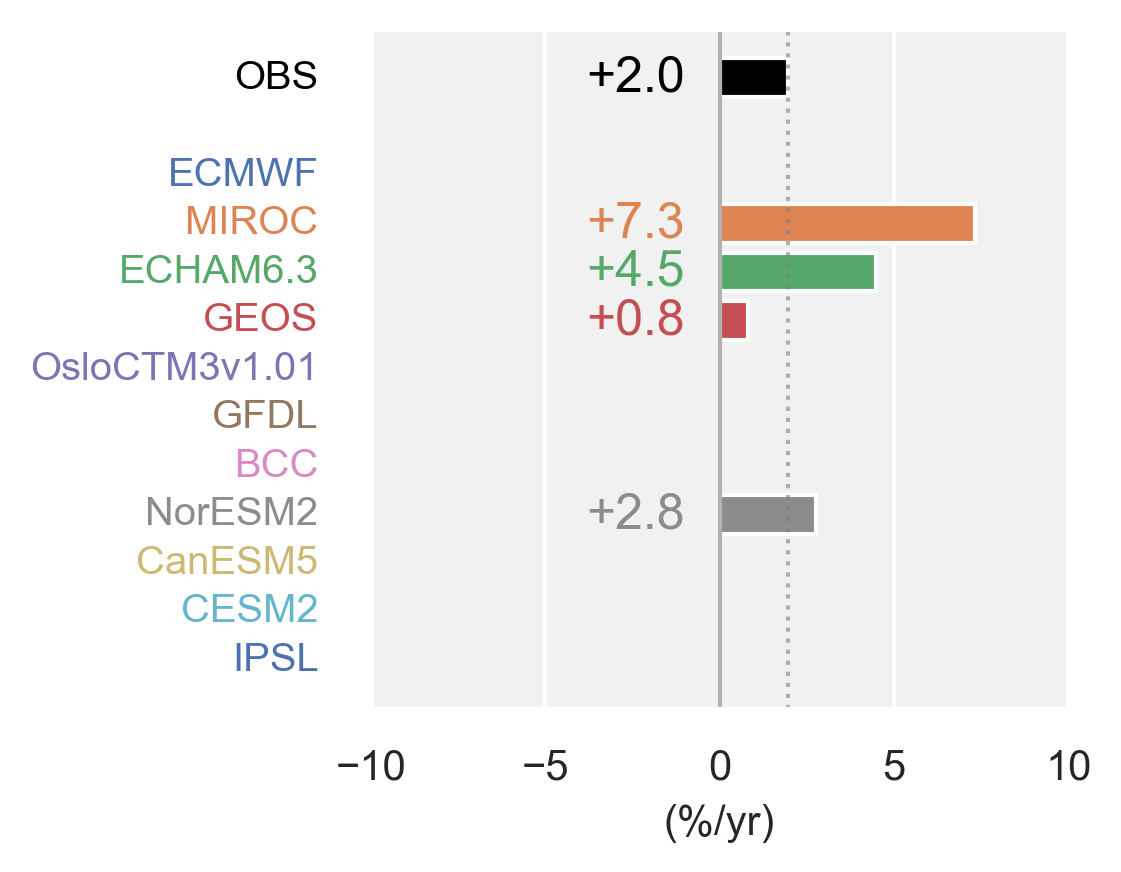 OBS +2.0
ECMWF
MIROC +7.3
ECHAM6.3 +4.5
GEOS +0.8
OsloCTM3v1.01
GFDL
BCC
NorESM2 +2.8
CanESM5
CESM2
IPSL
−10 −5 0 5 10
(%/yr)